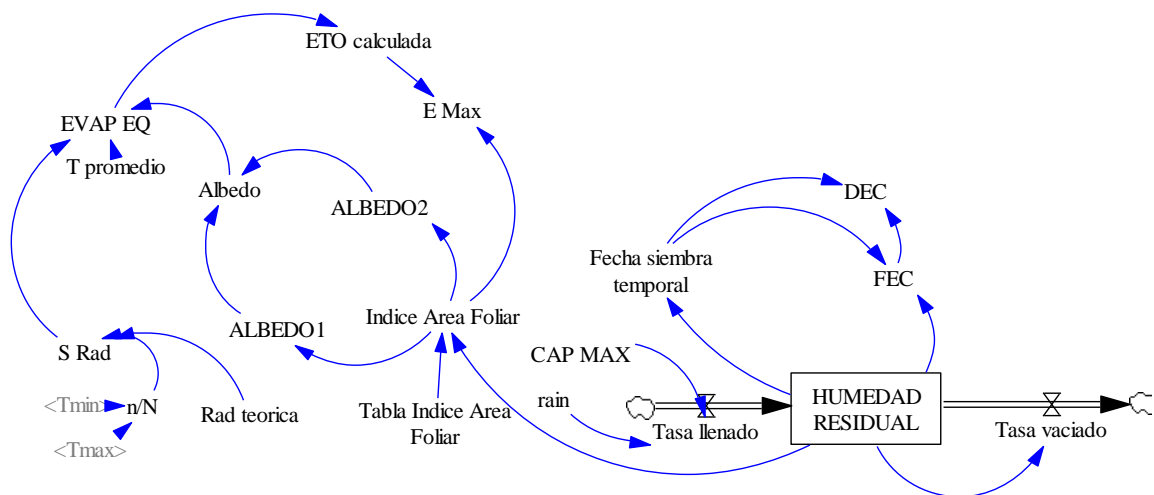 ETO calculada
E Max
EVAP EQ
T promedio
Albedo
ALBEDO2
DEC
Fecha siembra
temporal
FEC
Indice Area Foliar
ALBEDO1
S Rad
CAP MAX
<Tmin>
n/N
Rad teorica
Tabla Indice Area
Foliar
rain
HUMEDAD
RESIDUAL
Tasa llenado
Tasa vaciado
<Tmax>